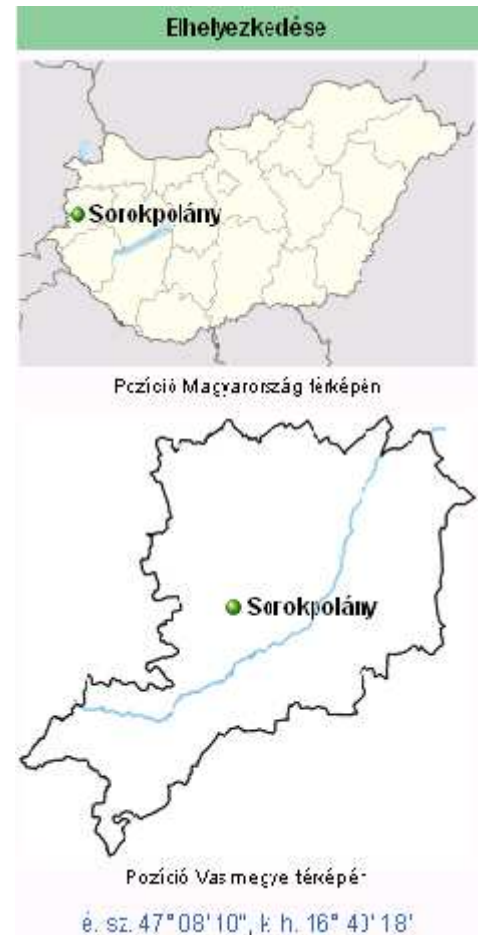 Elhelyezkedése
Sorokpolány
Pozíció Magyarország térképén
Sorokpolány
Pozíció Vas megye térképén
é. sz. 47° 08′ 10″, k. h. 16° 40′ 18″